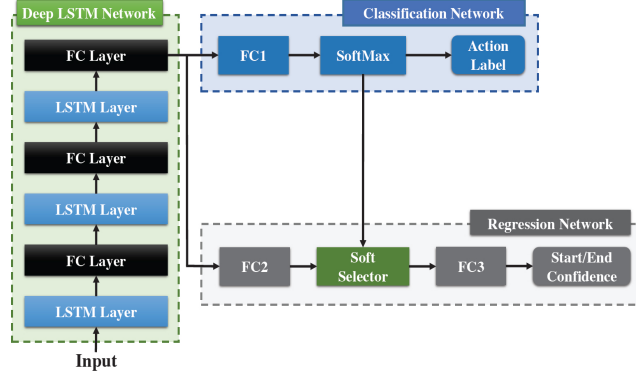 Deep LSTM Network
FC Layer
LSTM Layer
FC Layer
LSTM Layer
FC Layer
LSTM Layer
Input
Classification Network
FC1
SoftMax
Action
Label
Regression Network
FC2
Soft
Selector
FC3
Start/End
Confidence